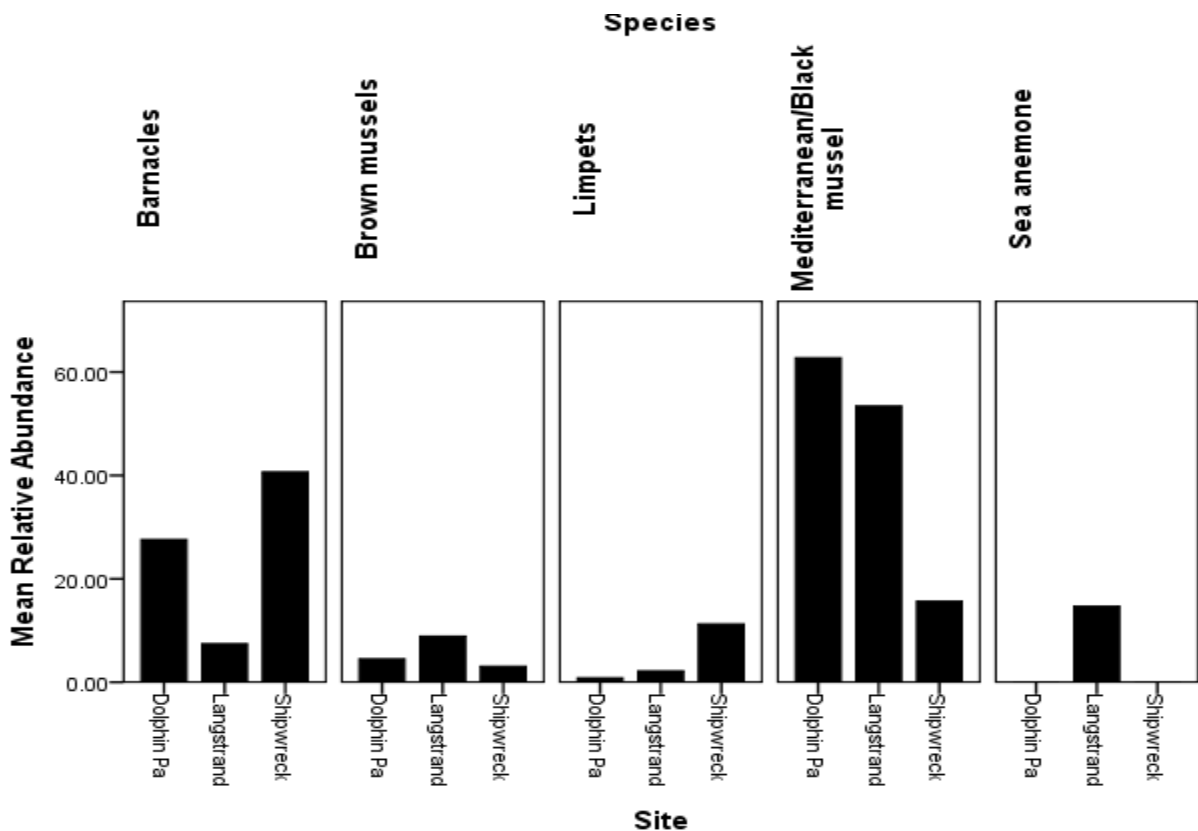 Species
Barnacles
Brown mussels
Limpets
Mediterranean/Black
mussel
Sea anemone
Mean Relative Abundance
60.00
40.00
20.00
0.00
Dolphin Pa
Langstrand
Shipwreck
Dolphin Pa
Langstrand
Shipwreck
Dolphin Pa
Langstrand
Shipwreck
Dolphin Pa
Langstrand
Shipwreck
Dolphin Pa
Langstrand
Shipwreck
Site